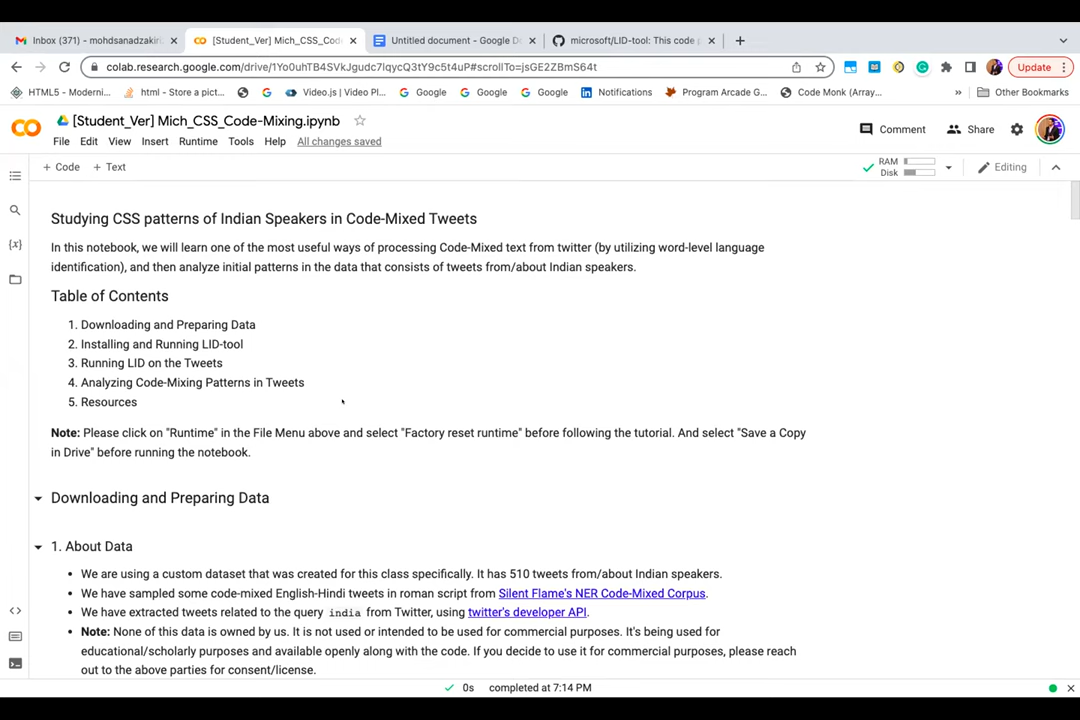 Inbox (371) - mohdsanadzakir
[Student_Ver] Mich_CSS_Cod
Untitled document - Google D
microsoft/LID-tool: This code
colab.research.google.com/drive/1Yo0uhTB4SVkJgudc7lqycQ3tY9c5t4uP#scrollTo=jsGE2ZBmS64t
Update
HTML5 - Moderni...
html - Store a pict...
Video.js | Video Pl...
Google
Google
Google
Notifications
Program Arcade G...
Code Monk (Array...
»
Other Bookmarks
[Student_Ver] Mich_CSS_Code-Mixing.ipynb
File Edit View Insert Runtime Tools Help All changes saved
Comment
Share
+ Code + Text
RAM
Disk
Editing
Studying CSS patterns of Indian Speakers in Code-Mixed Tweets
In this notebook, we will learn one of the most useful ways of processing Code-Mixed text from twitter (by utilizing word-level language
identification), and then analyze initial patterns in the data that consists of tweets from/about Indian speakers.
Table of Contents
1. Downloading and Preparing Data
2. Installing and Running LID-tool
3. Running LID on the Tweets
4. Analyzing Code-Mixing Patterns in Tweets
5. Resources
Note: Please click on "Runtime" in the File Menu above and select "Factory reset runtime" before following the tutorial. And select "Save a Copy
in Drive" before running the notebook.
Downloading and Preparing Data
1. About Data
• We are using a custom dataset that was created for this class specifically. It has 510 tweets from/about Indian speakers.
• We have sampled some code-mixed English-Hindi tweets in roman script from Silent Flame's NER Code-Mixed Corpus.
• We have extracted tweets related to the query india from Twitter, using twitter's developer API.
• Note: None of this data is owned by us. It is not used or intended to be used for commercial purposes. It's being used for
educational/scholarly purposes and available openly along with the code. If you decide to use it for commercial purposes, please reach
out to the above parties for consent/license.
0s completed at 7:14 PM